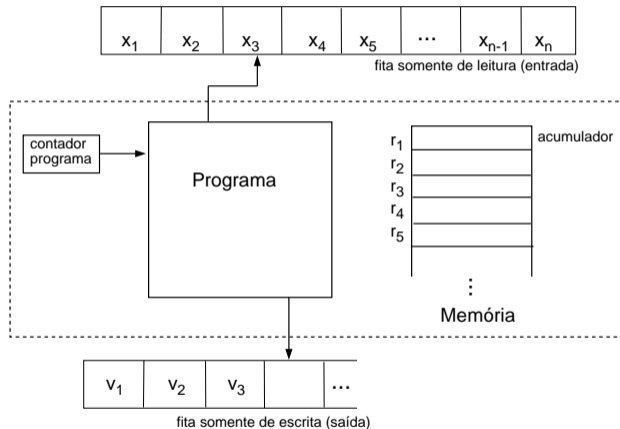 x1 x2 x3 x4 x5 ... xn-1 xn
fita somente de leitura (entrada)
contador
programa
Programa
r1
r2
r3
r4
r5
acumulador
⋮
Memória
v1 v2 v3 ...
fita somente de escrita (saída)